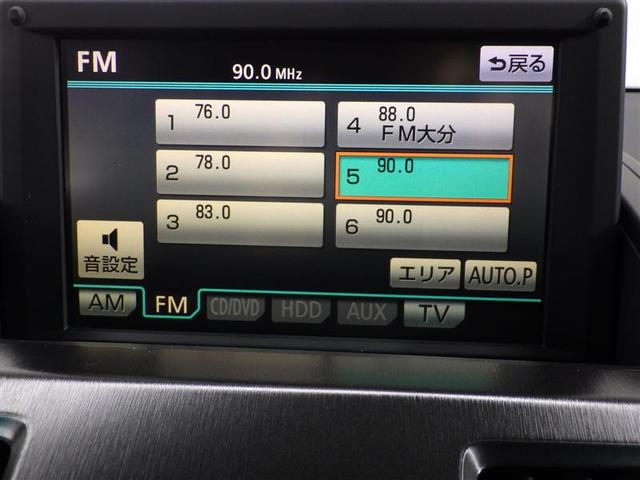 FM
90.0 MHz
戻る
1 76.0
4 88.0
FM大分
2 78.0
5 90.0
3 83.0
6 90.0
音設定
エリア
AUTO.P
AM
FM
CD/DVD
HDD
AUX
TV